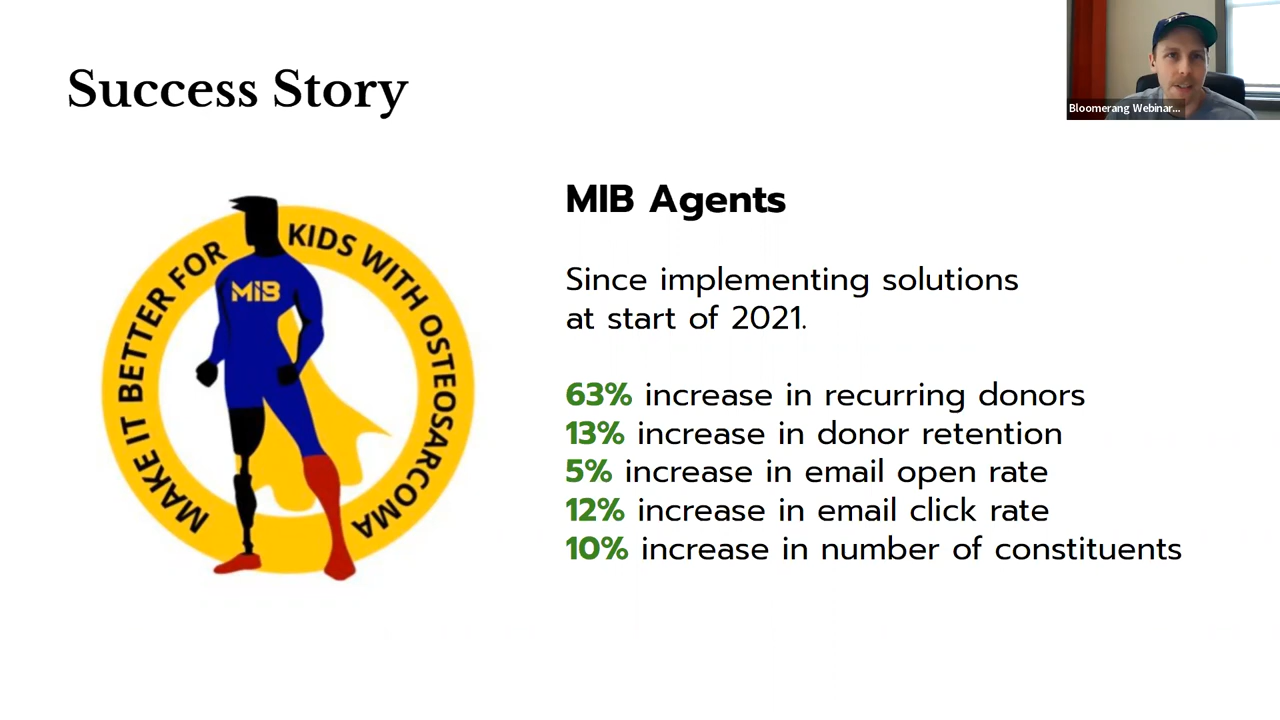 Success Story
Bloomerang Webinar...
MAKE IT BETTER FOR KIDS WITH OSTEOSARCOMA
MiB
MIB Agents
Since implementing solutions
at start of 2021.
63% increase in recurring donors
13% increase in donor retention
5% increase in email open rate
12% increase in email click rate
10% increase in number of constituents